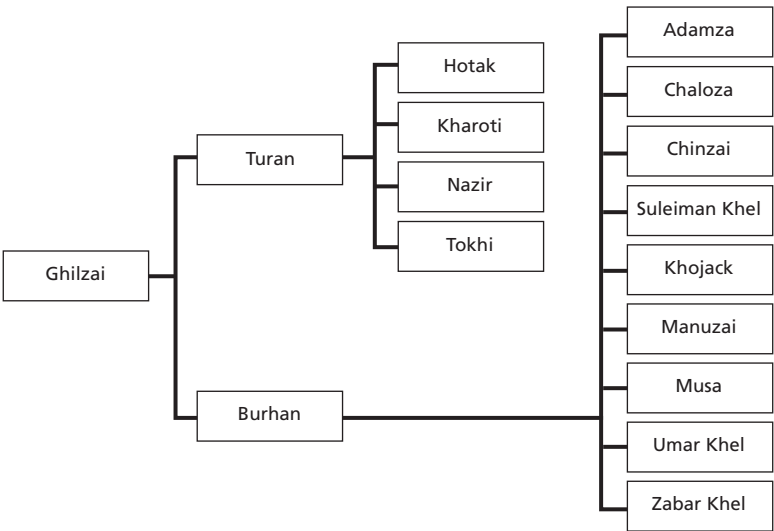 Ghilzai
Turan
Hotak
Kharoti
Nazir
Tokhi
Burhan
Adamza
Chaloza
Chinzai
Suleiman Khel
Khojack
Manuzai
Musa
Umar Khel
Zabar Khel